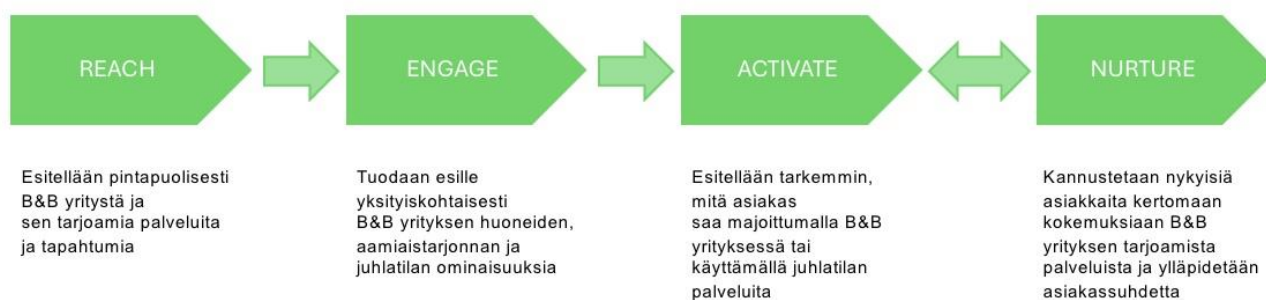 REACH
ENGAGE
ACTIVATE
NURTURE
Esitellään pintapuolisesti
B&B yritystä ja
sen tarjoamia palveluita
ja tapahtumia
Tuodaan esille
yksityiskohtaisesti
B&B yrityksen huoneiden,
aamiaistarjonnan ja
juhlatilan ominaisuuksia
Esitellään tarkemmin,
mitä asiakas
saa majoittumalla B&B
yrityksessä tai
käyttämällä juhlatilan
palveluita
Kannustetaan nykyisiä
asiakkaita kertomaan
kokemuksiaan B&B
yrityksen tarjoamista
palveluista ja ylläpidetään
asiakassuhdetta